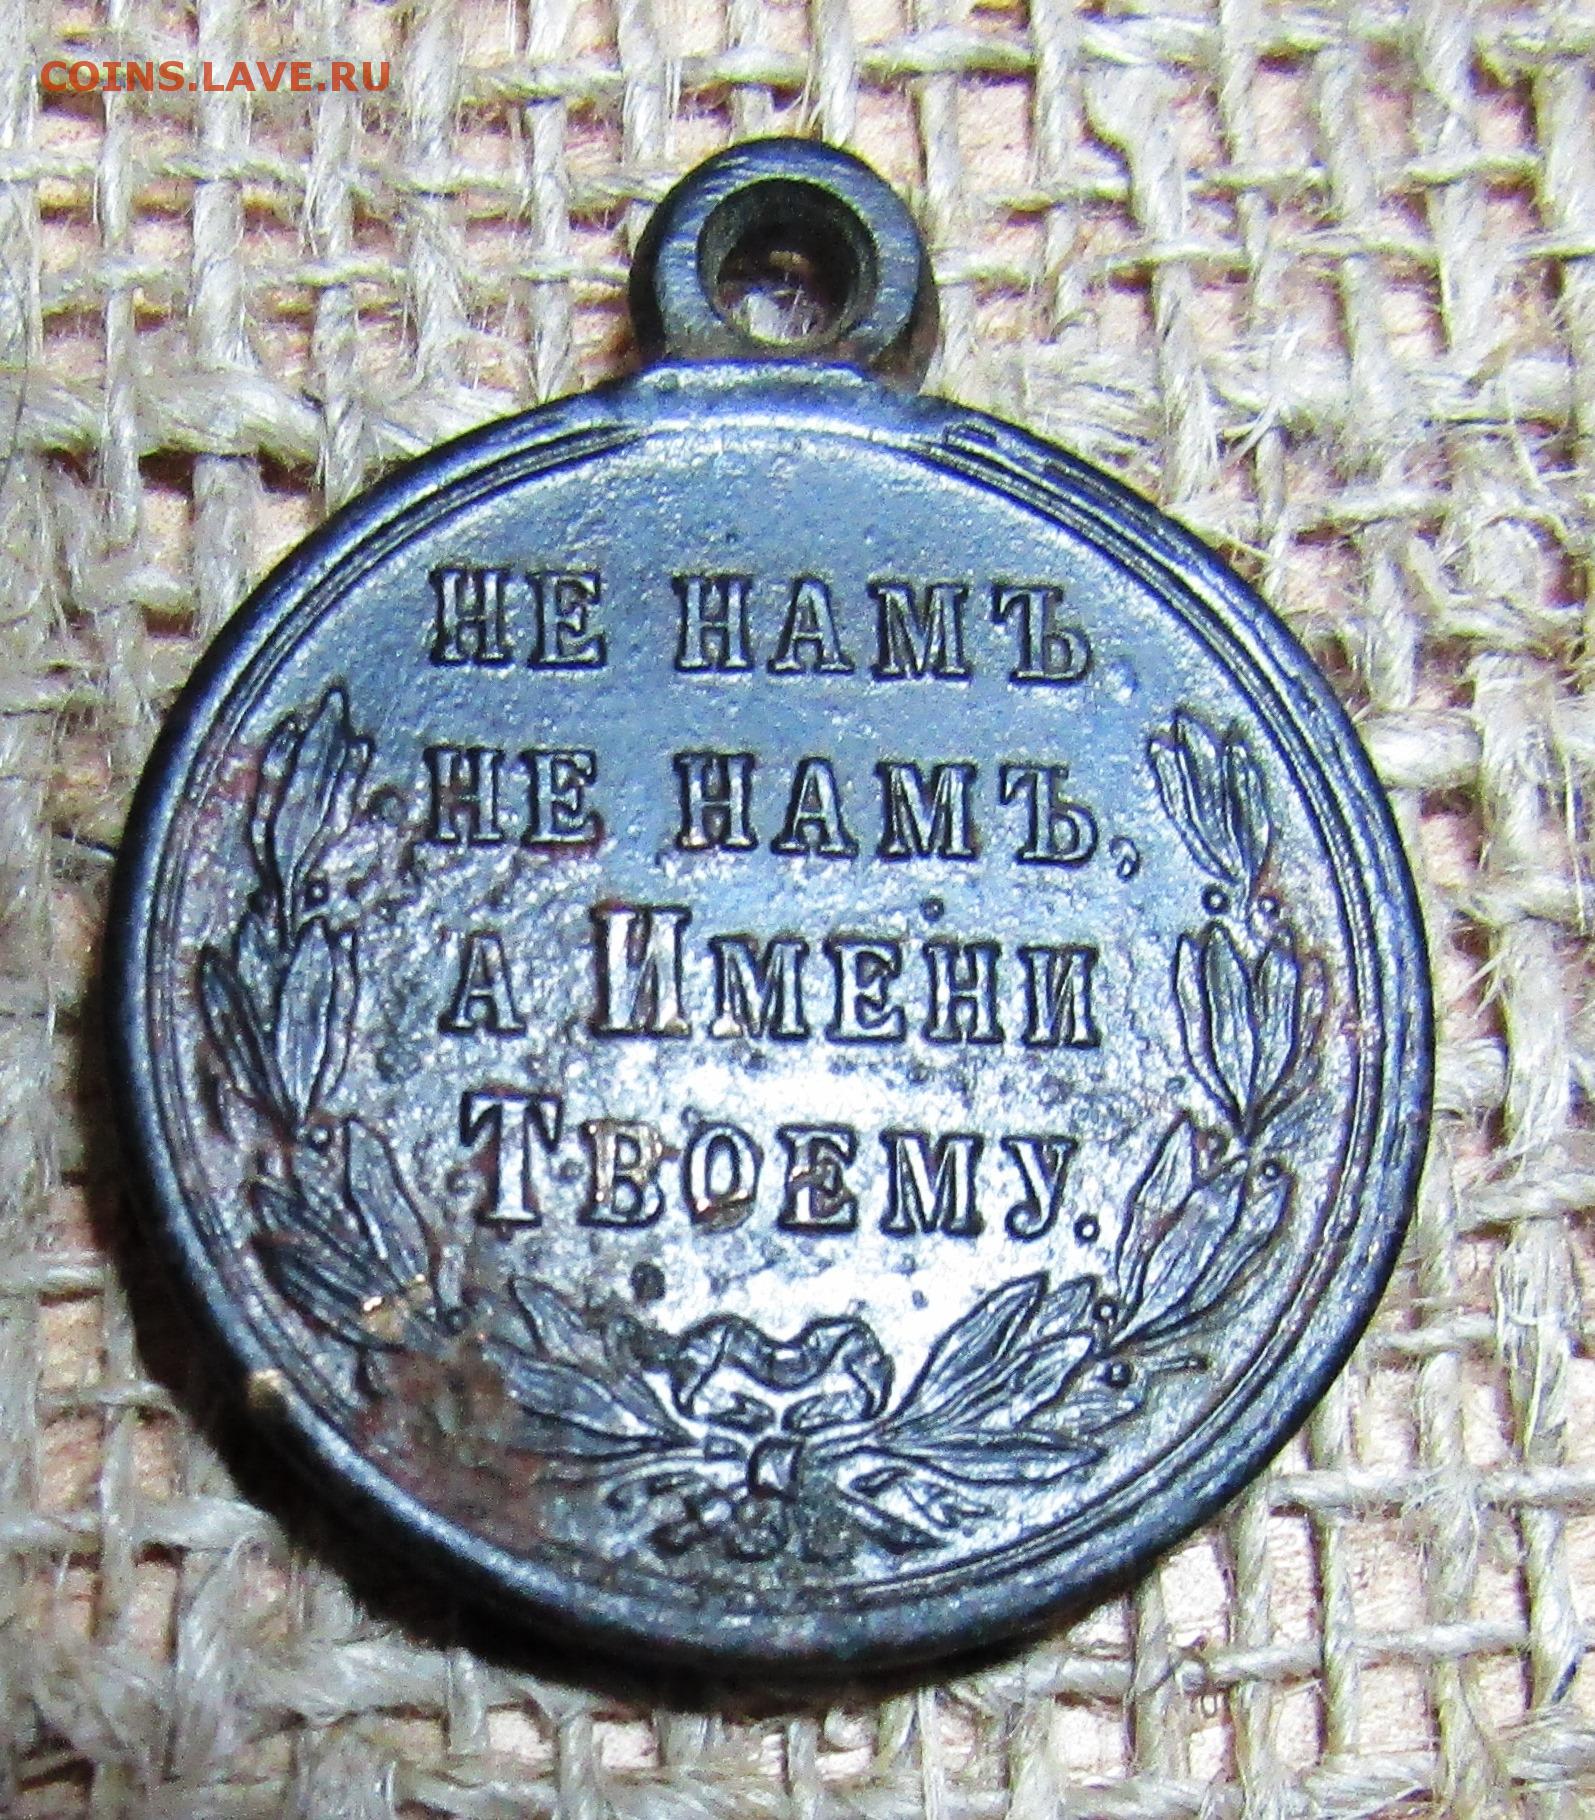 COINS.LAVE.RU
НЕ НАМЪ,
НЕ НАМЪ,
А ИМЕНИ
ТВОЕМУ.